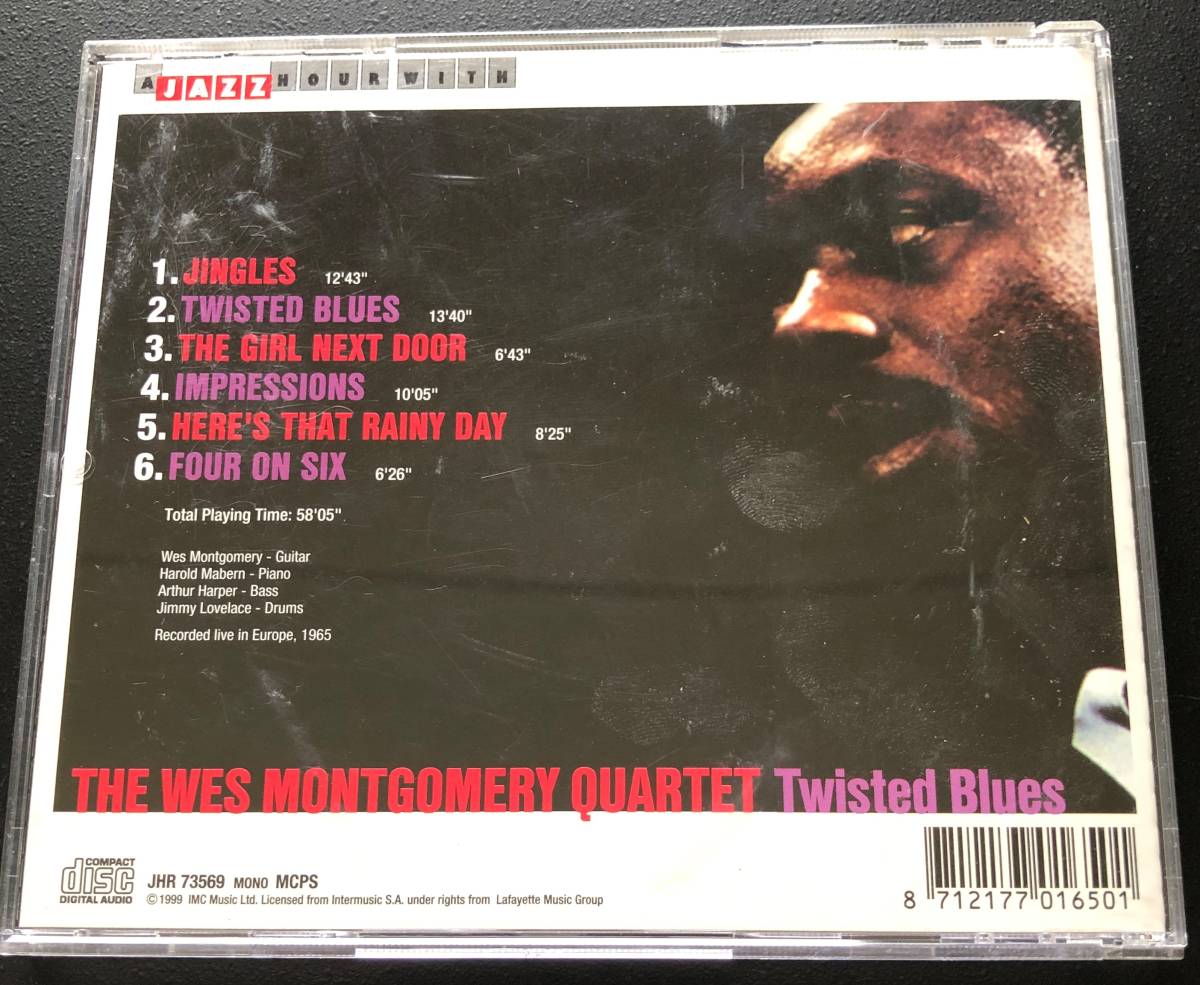 A JAZZ HOUR WITH
1. JINGLES 12'43"
2. TWISTED BLUES 13'40"
3. THE GIRL NEXT DOOR 6'43"
4. IMPRESSIONS 10'05"
5. HERE'S THAT RAINY DAY 8'25"
6. FOUR ON SIX 6'26"
Total Playing Time: 58'05"
Wes Montgomery - Guitar
Harold Mabern - Piano
Arthur Harper - Bass
Jimmy Lovelace - Drums
Recorded live in Europe, 1965
THE WES MONTGOMERY QUARTET Twisted Blues
COMPACT
disc
DIGITAL AUDIO
JHR 73569 MONO MCPS
©1999 IMC Music Ltd. Licensed from Intermusic S.A. under rights from Lafayette Music Group
8 712177 016501